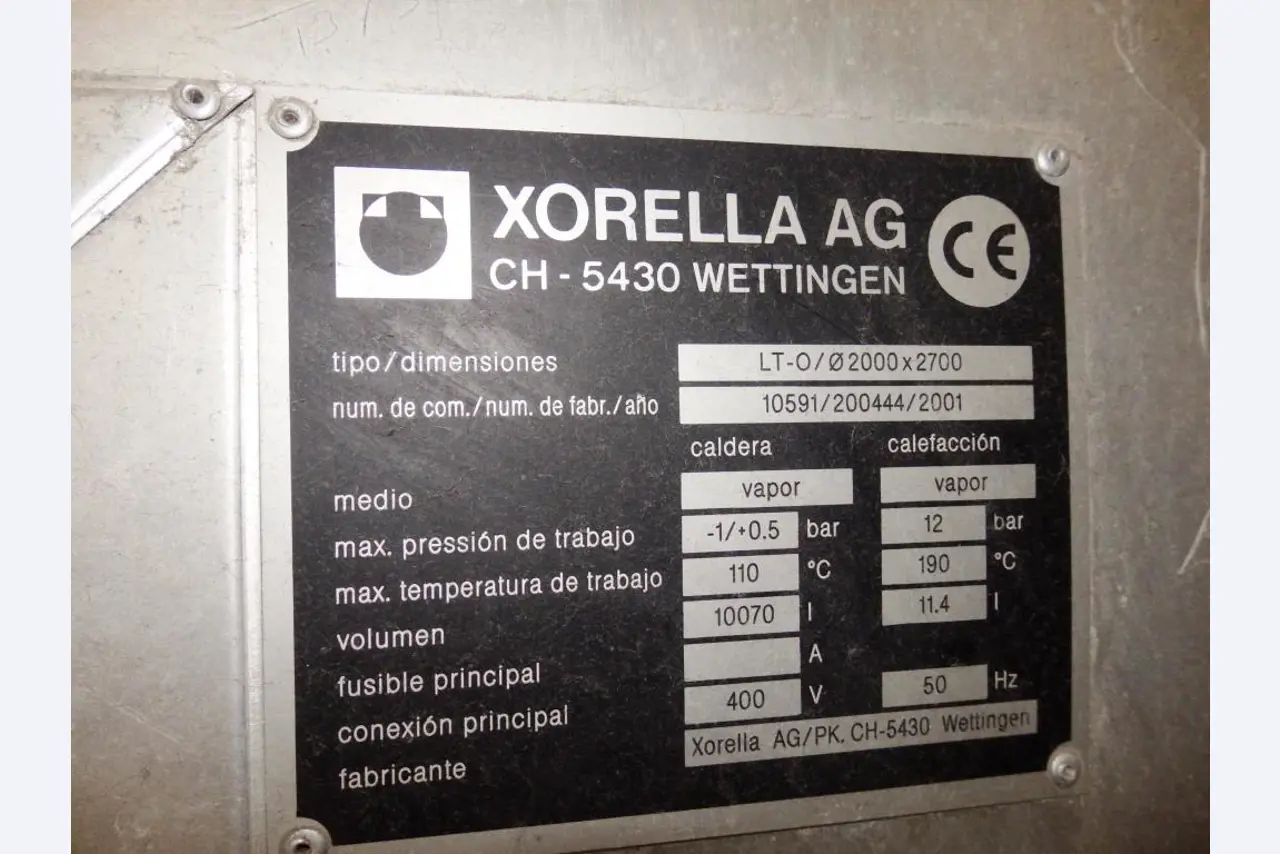 XORELLA AG
CE
CH - 5430 WETTINGEN
tipo/dimensiones LT-O/Ø2000x2700
num. de com./num. de fabr./año 10591/200444/2001
caldera calefacción
medio vapor vapor
max. pressión de trabajo -1/+0.5 bar 12 bar
max. temperatura de trabajo 110 °C 190 °C
volumen 10070 l 11.4 l
fusible principal A
conexión principal 400 V 50 Hz
fabricante Xorella AG/PK. CH-5430 Wettingen